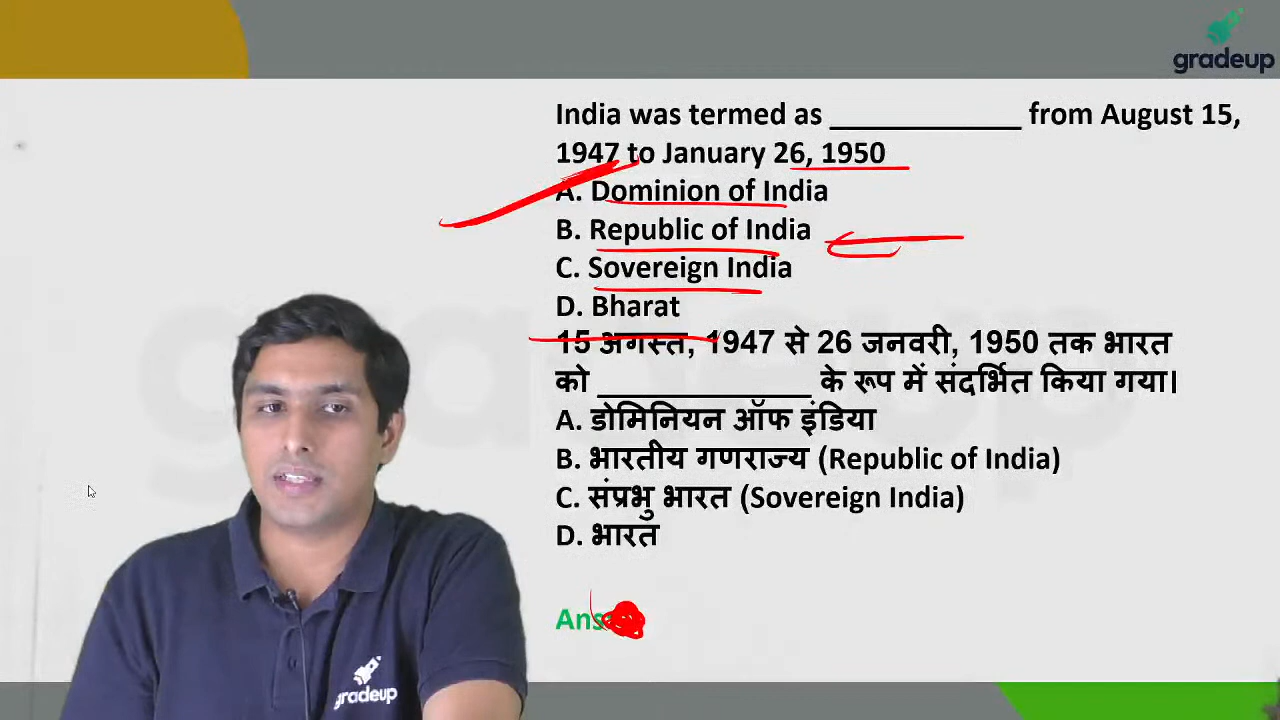 gradeup
India was termed as ____________ from August 15,
1947 to January 26, 1950
A. Dominion of India
B. Republic of India
C. Sovereign India
D. Bharat
15 अगस्त, 1947 से 26 जनवरी, 1950 तक भारत
को ______________ के रूप में संदर्भित किया गया।
A. डोमिनियन ऑफ इंडिया
B. भारतीय गणराज्य (Republic of India)
C. संप्रभु भारत (Sovereign India)
D. भारत
gradeup